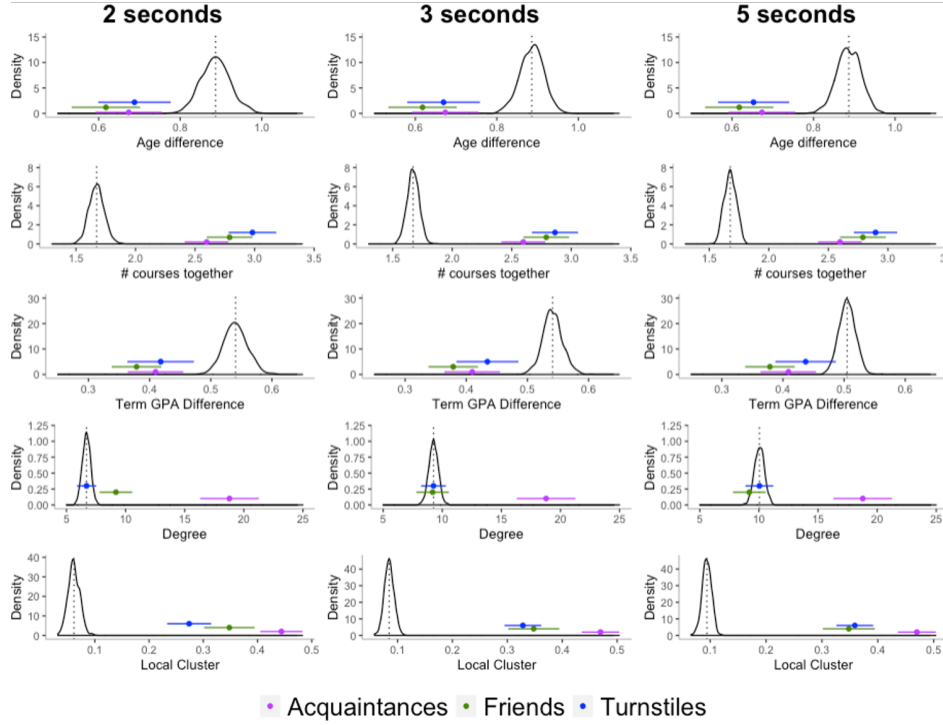 2 seconds 3 seconds 5 seconds
Density 15 10 5 0 0.6 0.8 1.0 Age difference
Density 15 10 5 0 0.6 0.8 1.0 Age difference
Density 15 10 5 0 0.6 0.8 1.0 Age difference
Density 8 6 4 2 0 1.5 2.0 2.5 3.0 3.5 # courses together
Density 8 6 4 2 0 1.5 2.0 2.5 3.0 3.5 # courses together
Density 8 6 4 2 0 1.5 2.0 2.5 3.0 # courses together
Density 30 20 10 0 0.3 0.4 0.5 0.6 Term GPA Difference
Density 30 20 10 0 0.3 0.4 0.5 0.6 Term GPA Difference
Density 30 20 10 0 0.3 0.4 0.5 0.6 Term GPA Difference
Density 1.25 1.00 0.75 0.50 0.25 0.00 5 10 15 20 25 Degree
Density 1.25 1.00 0.75 0.50 0.25 0.00 5 10 15 20 25 Degree
Density 1.25 1.00 0.75 0.50 0.25 0.00 5 10 15 20 25 Degree
Density 40 30 20 10 0 0.1 0.2 0.3 0.4 0.5 Local Cluster
Density 40 30 20 10 0 0.1 0.2 0.3 0.4 0.5 Local Cluster
Density 40 30 20 10 0 0.1 0.2 0.3 0.4 0.5 Local Cluster
Acquaintances Friends Turnstiles